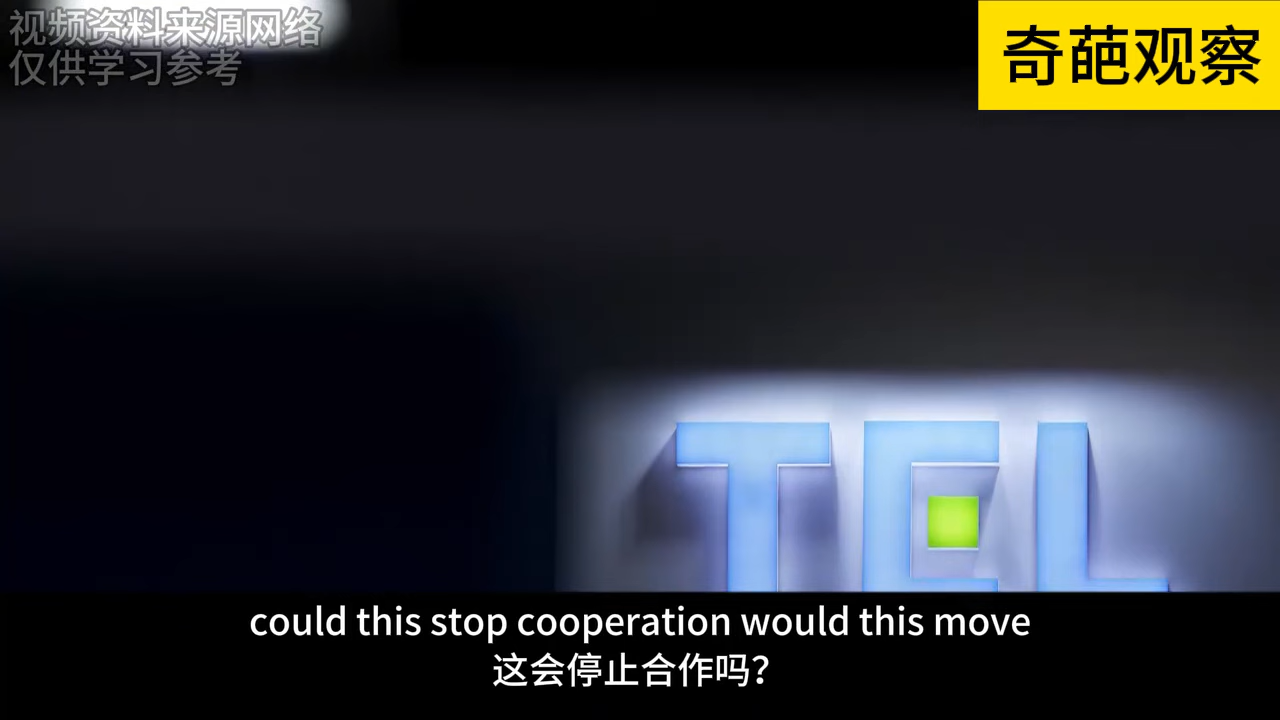 视频资料来源网络
仅供学习参考
奇葩观察
TEL
could this stop cooperation would this move
这会停止合作吗？